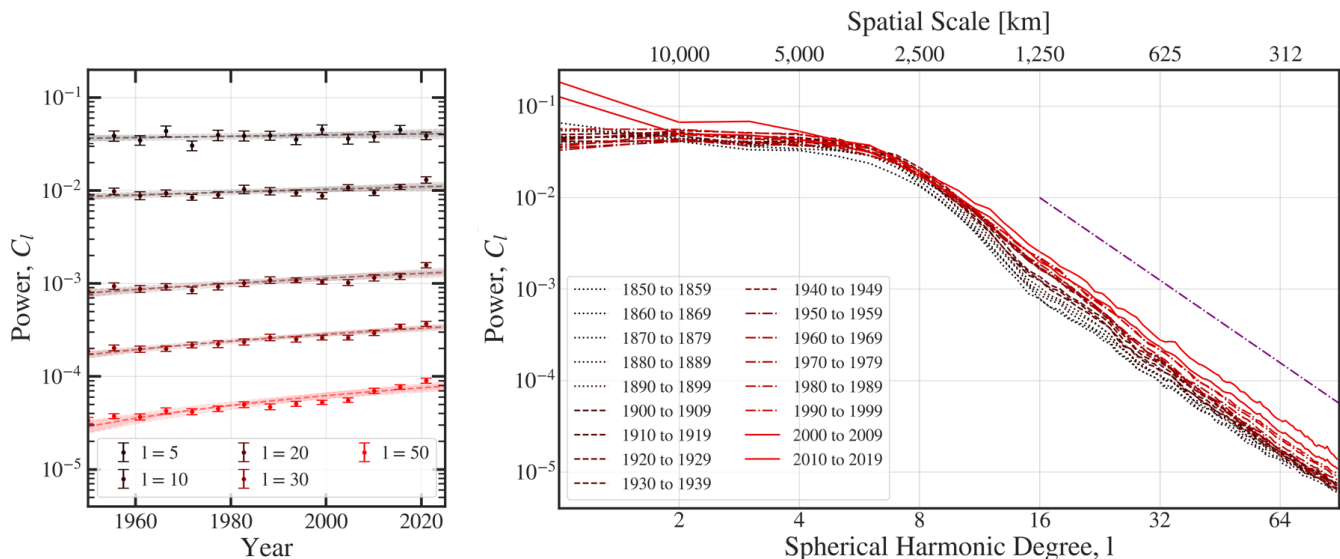 10⁻¹
10⁻²
10⁻³
10⁻⁴
10⁻⁵
Power, Cₗ
l = 5
l = 10
l = 20
l = 30
l = 50
1960
1980
2000
2020
Year
Spatial Scale [km]
10,000
5,000
2,500
1,250
625
312
10⁻¹
10⁻²
10⁻³
10⁻⁴
10⁻⁵
Power, Cₗ
1850 to 1859
1860 to 1869
1870 to 1879
1880 to 1889
1890 to 1899
1900 to 1909
1910 to 1919
1920 to 1929
1930 to 1939
1940 to 1949
1950 to 1959
1960 to 1969
1970 to 1979
1980 to 1989
1990 to 1999
2000 to 2009
2010 to 2019
2
4
8
16
32
64
Spherical Harmonic Degree, l